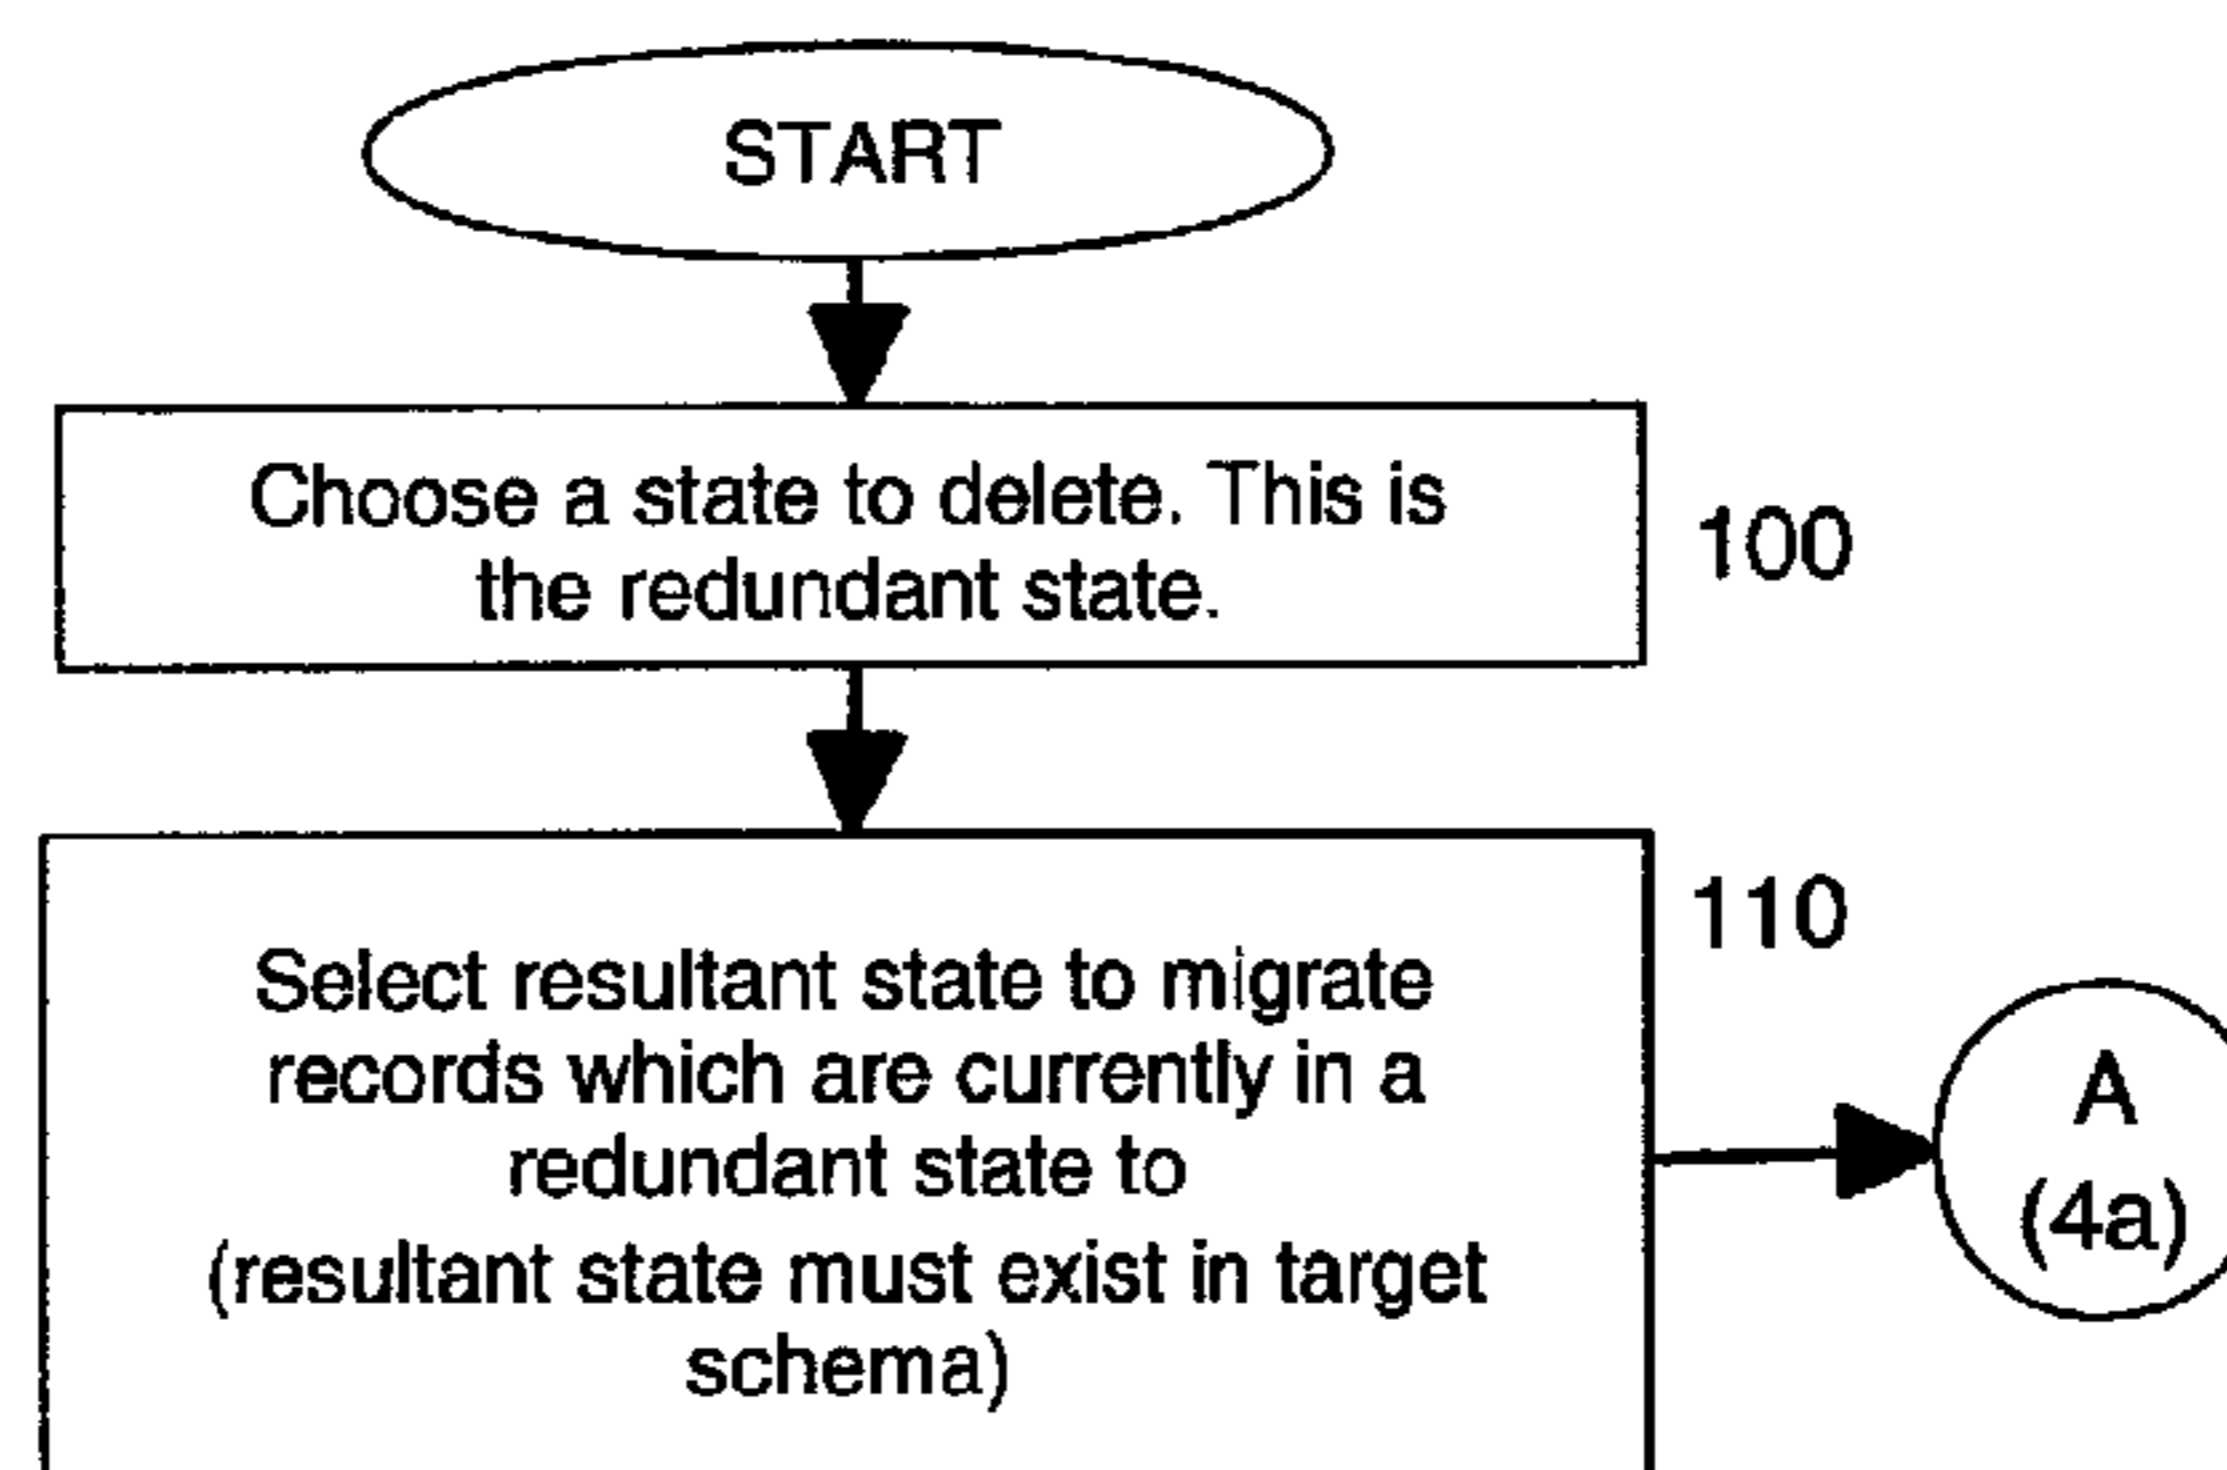 START
Choose a state to delete. This is
the redundant state.
100
110
Select resultant state to migrate
records which are currently in a
redundant state to
(resultant state must exist in target
schema)
A
(4a)